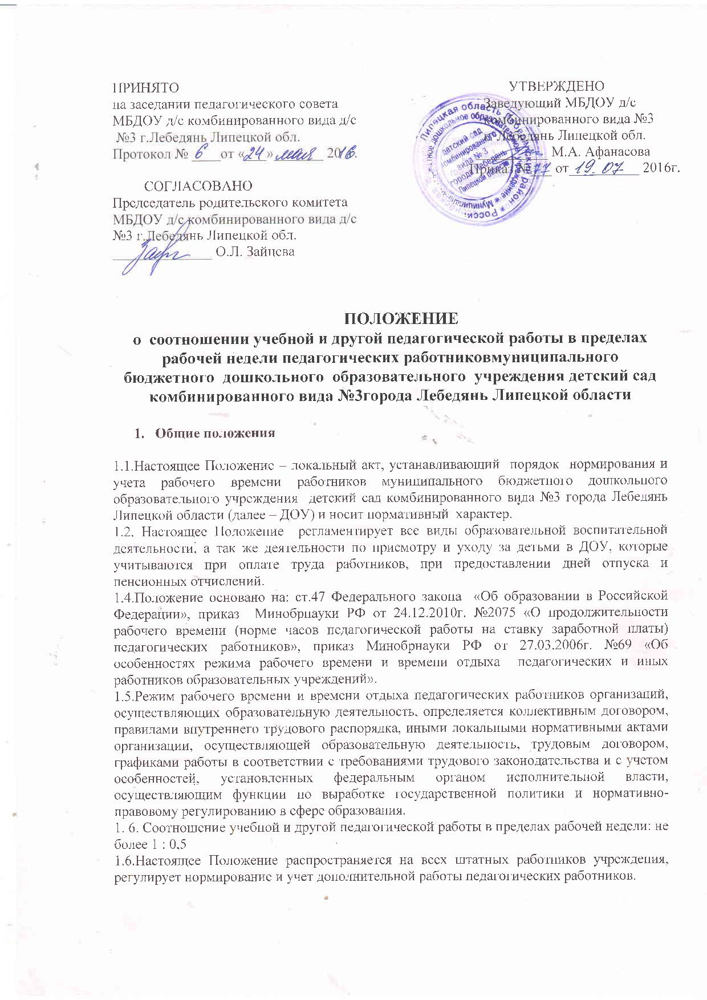 ПРИНЯТО
на заседании педагогического совета
МБДОУ д/с комбинированного вида д/с
№3 г.Лебедянь Липецкой обл.
Протокол № 6 от «24» мая 2016.
УТВЕРЖДЕНО
Заведующий МБДОУ д/с
комбинированного вида №3
г. Лебедянь Липецкой обл.
М.А. Афанасова
Приказ № 77 от 19.07 2016г.
детский сад
комбинированного
вида № 3
города Лебедянь
Липецкой области
СОГЛАСОВАНО
Председатель родительского комитета
МБДОУ д/с комбинированного вида д/с
№3 г.Лебедянь Липецкой обл.
О.Л. Зайцева
ПОЛОЖЕНИЕ
о соотношении учебной и другой педагогической работы в пределах
рабочей недели педагогических работниковмуниципального
бюджетного дошкольного образовательного учреждения детский сад
комбинированного вида №3города Лебедянь Липецкой области
1. Общие положения
1.1.Настоящее Положение – локальный акт, устанавливающий порядок нормирования и
учета рабочего времени работников муниципального бюджетного дошкольного
образовательного учреждения детский сад комбинированного вида №3 города Лебедянь
Липецкой области (далее – ДОУ) и носит нормативный характер.
1.2. Настоящее Положение регламентирует все виды образовательной воспитательной
деятельности, а так же деятельности по присмотру и уходу за детьми в ДОУ, которые
учитываются при оплате труда работников, при предоставлении дней отпуска и
пенсионных отчислений.
1.4.Положение основано на: ст.47 Федерального закона «Об образовании в Российской
Федерации», приказ Минобрнауки РФ от 24.12.2010г. №2075 «О продолжительности
рабочего времени (норме часов педагогической работы на ставку заработной платы)
педагогических работников», приказ Минобрнауки РФ от 27.03.2006г. №69 «Об
особенностях режима рабочего времени и времени отдыха педагогических и иных
работников образовательных учреждений».
1.5.Режим рабочего времени и времени отдыха педагогических работников организаций,
осуществляющих образовательную деятельность, определяется коллективным договором,
правилами внутреннего трудового распорядка, иными локальными нормативными актами
организации, осуществляющей образовательную деятельность, трудовым договором,
графиками работы в соответствии с требованиями трудового законодательства и с учетом
особенностей, установленных федеральным органом исполнительной власти,
осуществляющим функции по выработке государственной политики и нормативно-
правовому регулированию в сфере образования.
1. 6. Соотношение учебной и другой педагогической работы в пределах рабочей недели: не
более 1 : 0,5
1.6.Настоящее Положение распространяется на всех штатных работников учреждения,
регулирует нормирование и учет дополнительной работы педагогических работников.